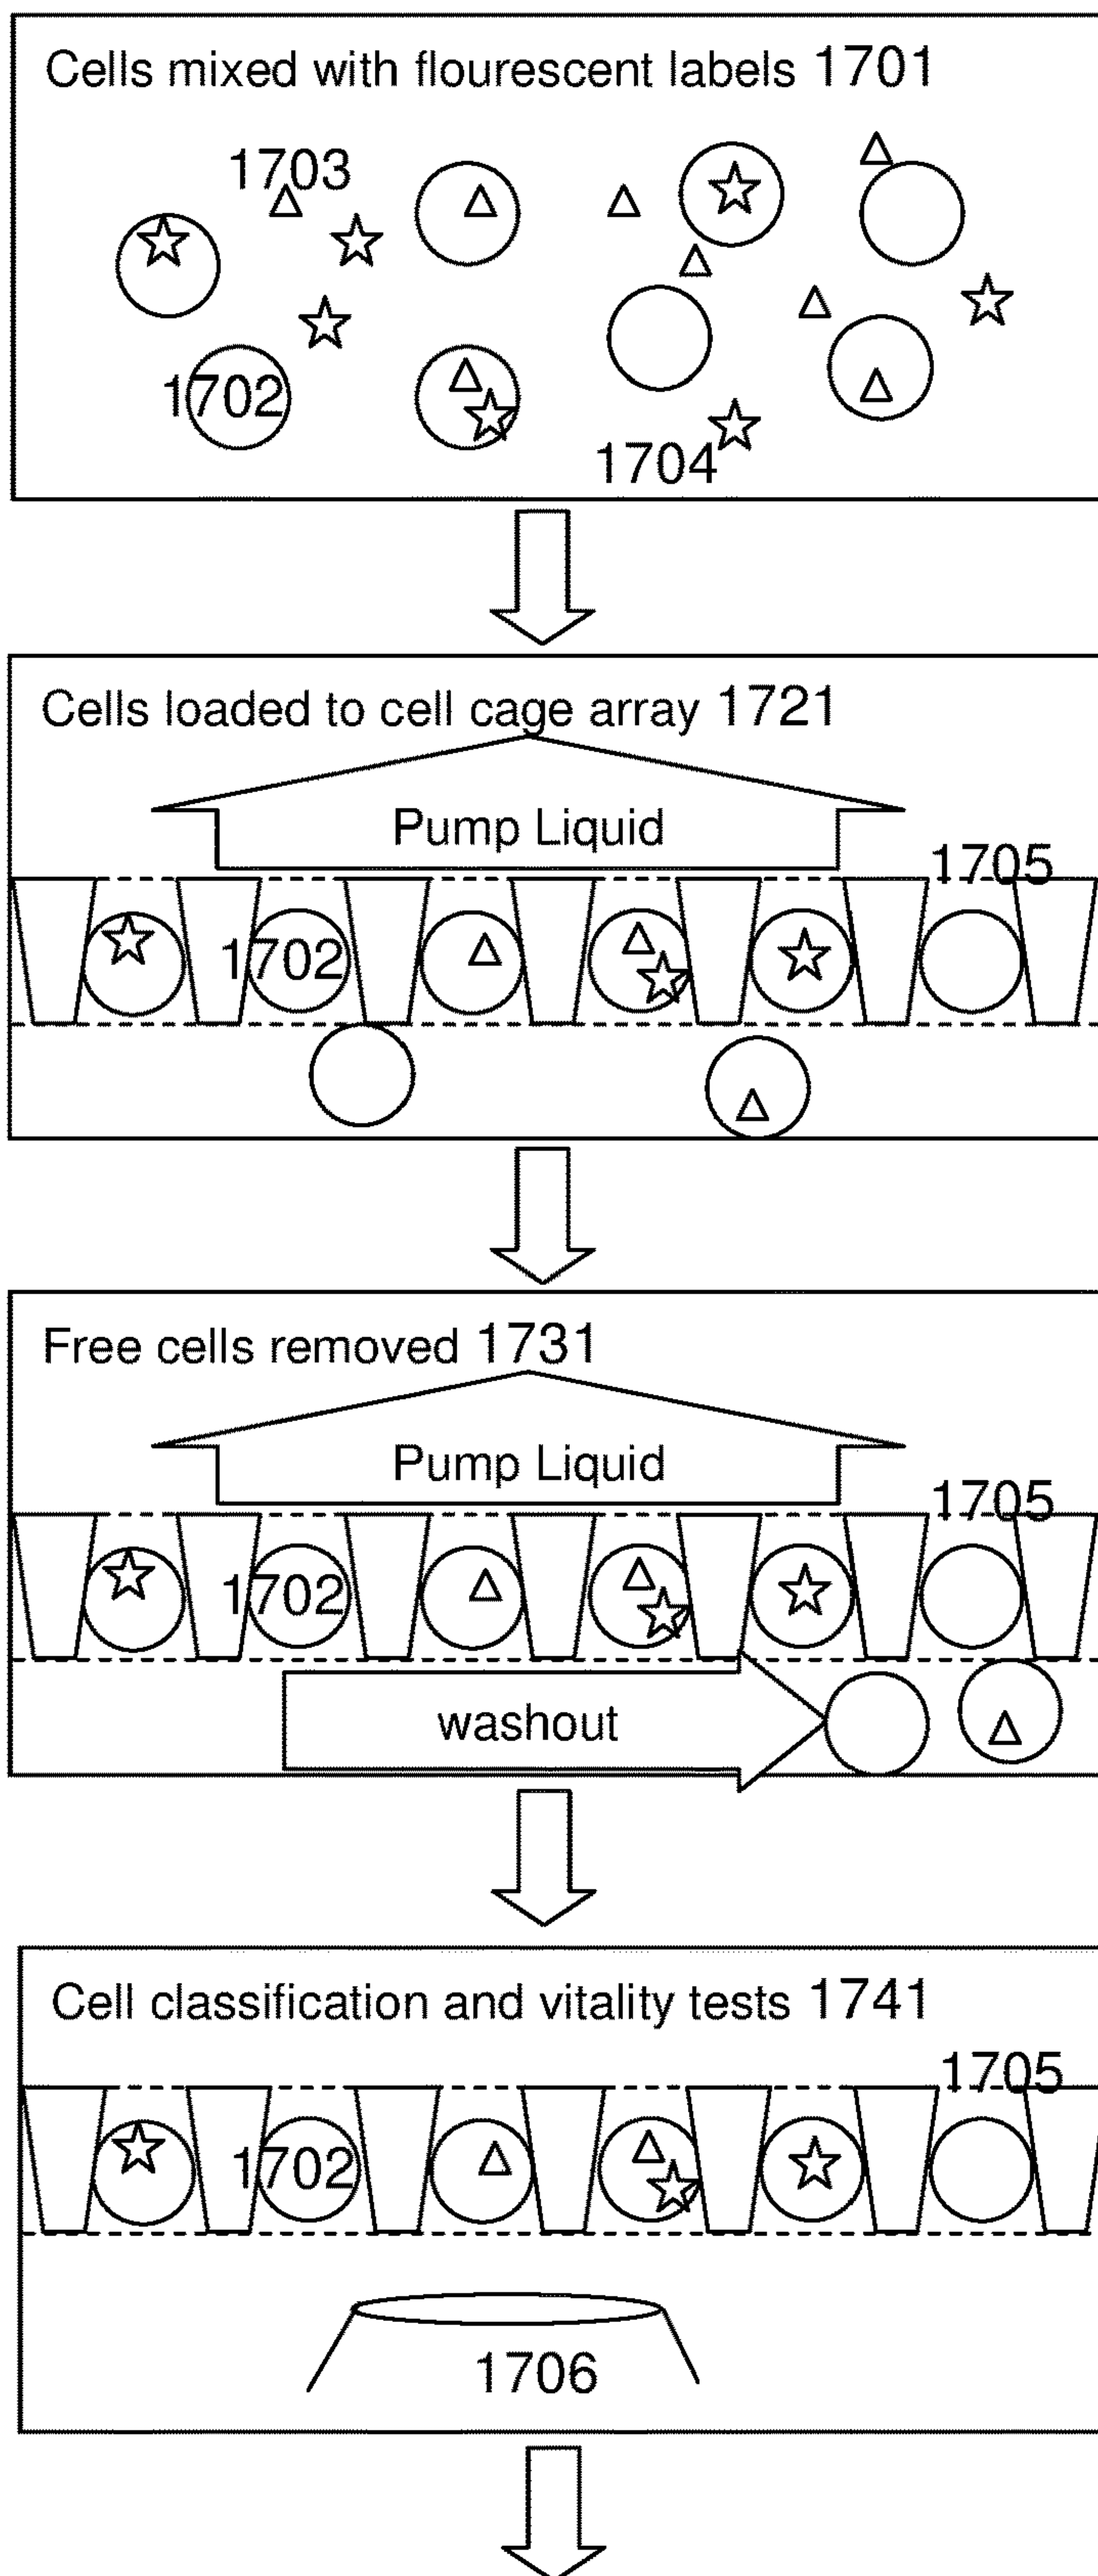 Cells mixed with flourescent labels 1701
1703
1702
1704
Cells loaded to cell cage array 1721
Pump Liquid
1705
1702
Free cells removed 1731
Pump Liquid
1705
1702
washout
Cell classification and vitality tests 1741
1705
1702
1706